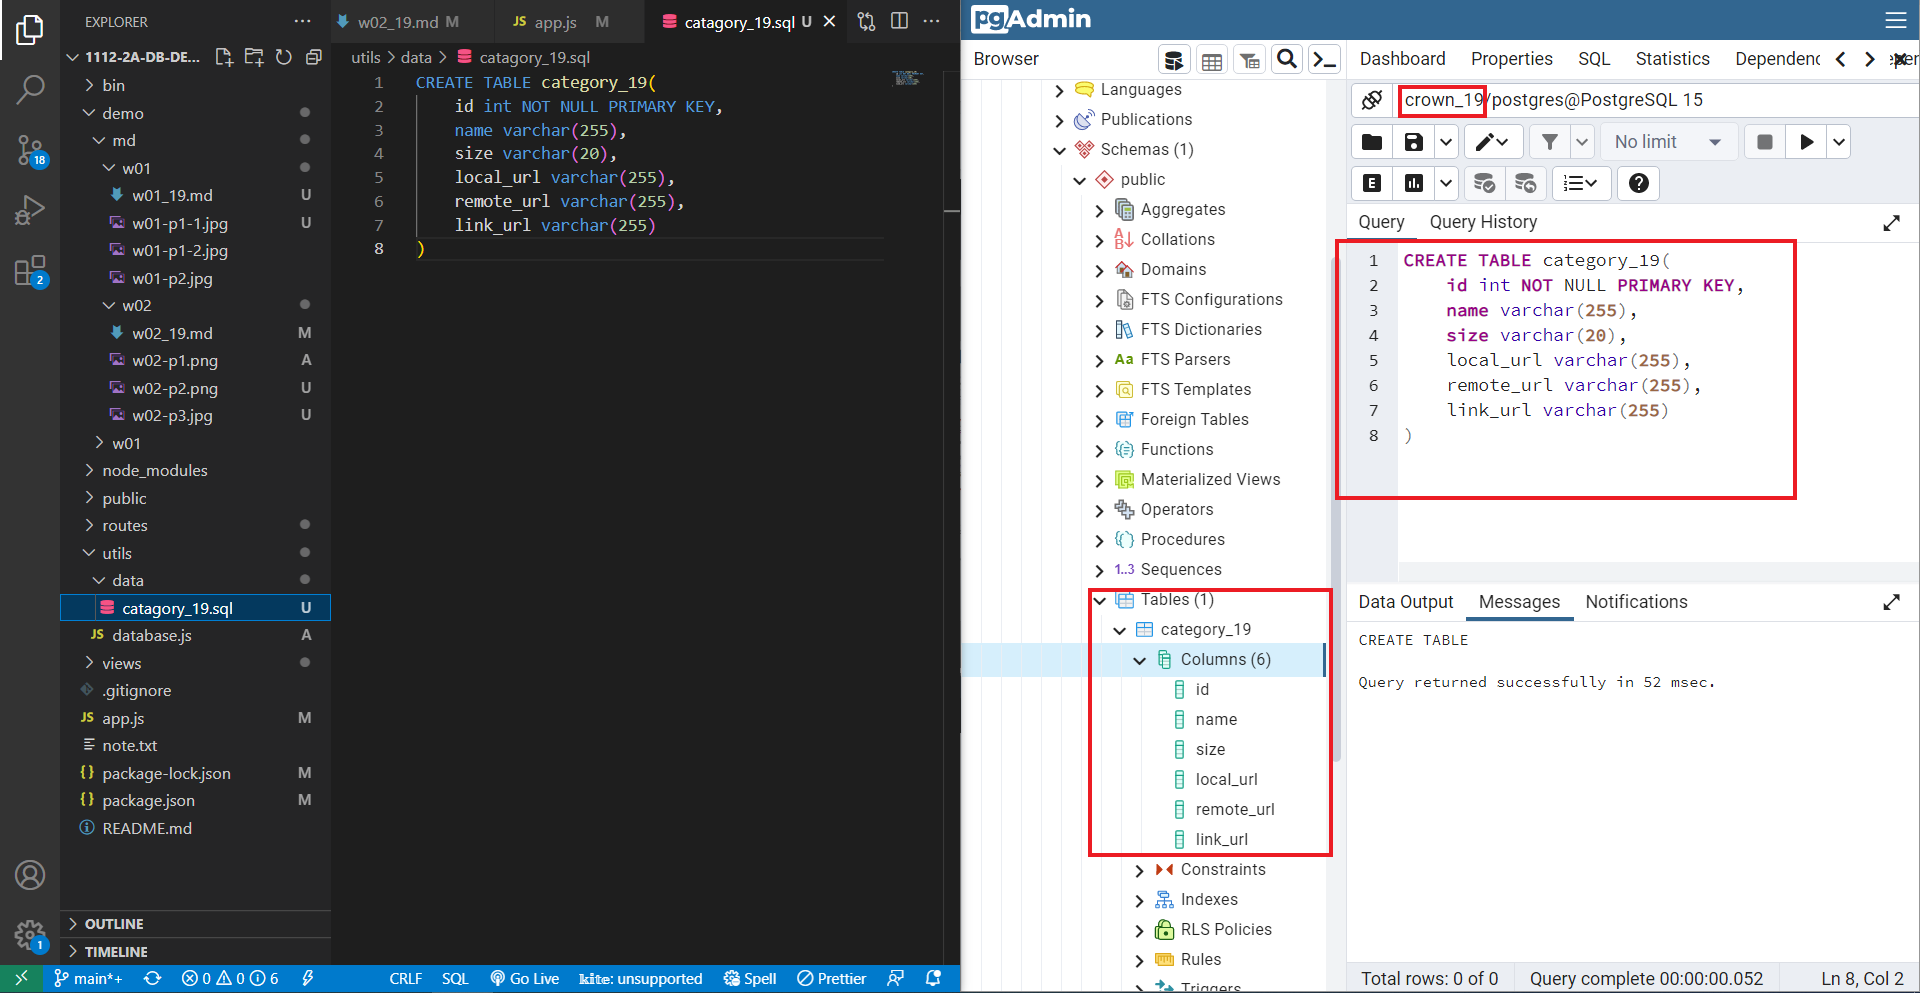 EXPLORER
1112-2A-DB-DE...
bin
demo
md
w01
w01_19.md U
w01-p1-1.jpg U
w01-p1-2.jpg
w01-p2.jpg
w02
w02_19.md M
w02-p1.png A
w02-p2.png U
w02-p3.jpg U
w01
node_modules
public
routes
utils
data
catagory_19.sql U
JS database.js A
views
.gitignore
JS app.js M
note.txt
{} package-lock.json M
{} package.json M
README.md
OUTLINE
TIMELINE
18
2
1
w02_19.md M
JS app.js M
catagory_19.sql U
utils > data > catagory_19.sql
1 CREATE TABLE category_19(
2 id int NOT NULL PRIMARY KEY,
3 name varchar(255),
4 size varchar(20),
5 local_url varchar(255),
6 remote_url varchar(255),
7 link_url varchar(255)
8 )
main*+ 0 0 6 CRLF SQL Go Live kite: unsupported Spell Prettier
pgAdmin
Browser
Languages
Publications
Schemas (1)
public
Aggregates
Collations
Domains
FTS Configurations
FTS Dictionaries
Aa FTS Parsers
FTS Templates
Foreign Tables
Functions
Materialized Views
Operators
Procedures
1..3 Sequences
Tables (1)
category_19
Columns (6)
id
name
size
local_url
remote_url
link_url
Constraints
Indexes
RLS Policies
Rules
Triggers
Dashboard Properties SQL Statistics Dependenc
crown_19/postgres@PostgreSQL 15
No limit
E
Query Query History
1 CREATE TABLE category_19(
2 id int NOT NULL PRIMARY KEY,
3 name varchar(255),
4 size varchar(20),
5 local_url varchar(255),
6 remote_url varchar(255),
7 link_url varchar(255)
8 )
Data Output Messages Notifications
CREATE TABLE
Query returned successfully in 52 msec.
Total rows: 0 of 0 Query complete 00:00:00.052 Ln 8, Col 2